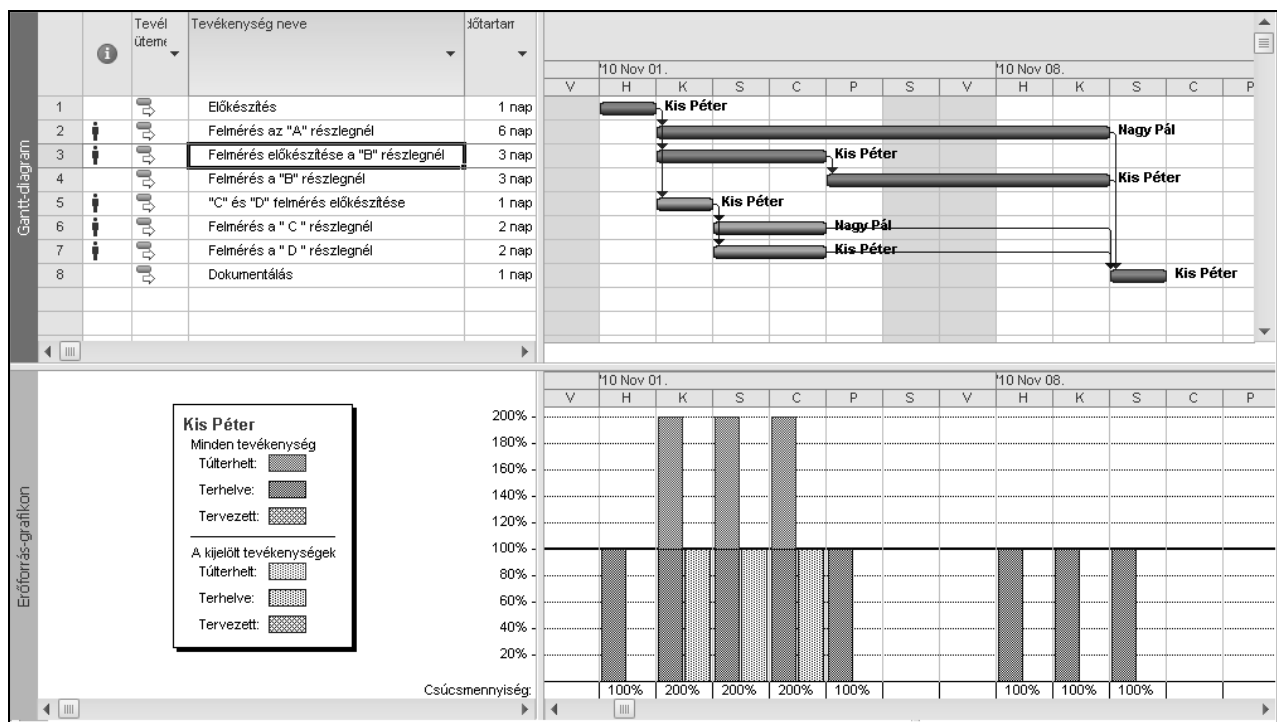 Tevél
üteme
Tevékenység neve
dőtartam
'10 Nov 01.
'10 Nov 08.
V H K S C P S V H K S C P
1 Előkészítés 1 nap
Kis Péter
2 Felmérés az "A" részlegnél 6 nap
Nagy Pál
3 Felmérés előkészítése a "B" részlegnél 3 nap
Kis Péter
4 Felmérés a "B" részlegnél 3 nap
Kis Péter
5 "C" és "D" felmérés előkészítése 1 nap
Kis Péter
6 Felmérés a " C " részlegnél 2 nap
Nagy Pál
7 Felmérés a " D " részlegnél 2 nap
Kis Péter
8 Dokumentálás 1 nap
Kis Péter
Gantt-diagram
'10 Nov 01.
'10 Nov 08.
V H K S C P S V H K S C P
Kis Péter
Minden tevékenység
Túlterhelt:
Terhelve:
Tervezett:
A kijelölt tevékenységek
Túlterhelt:
Terhelve:
Tervezett:
200%
180%
160%
140%
120%
100%
80%
60%
40%
20%
Csúcsmennyiség:
100% 200% 200% 200% 100% 100% 100% 100%
Erőforrás-grafikon